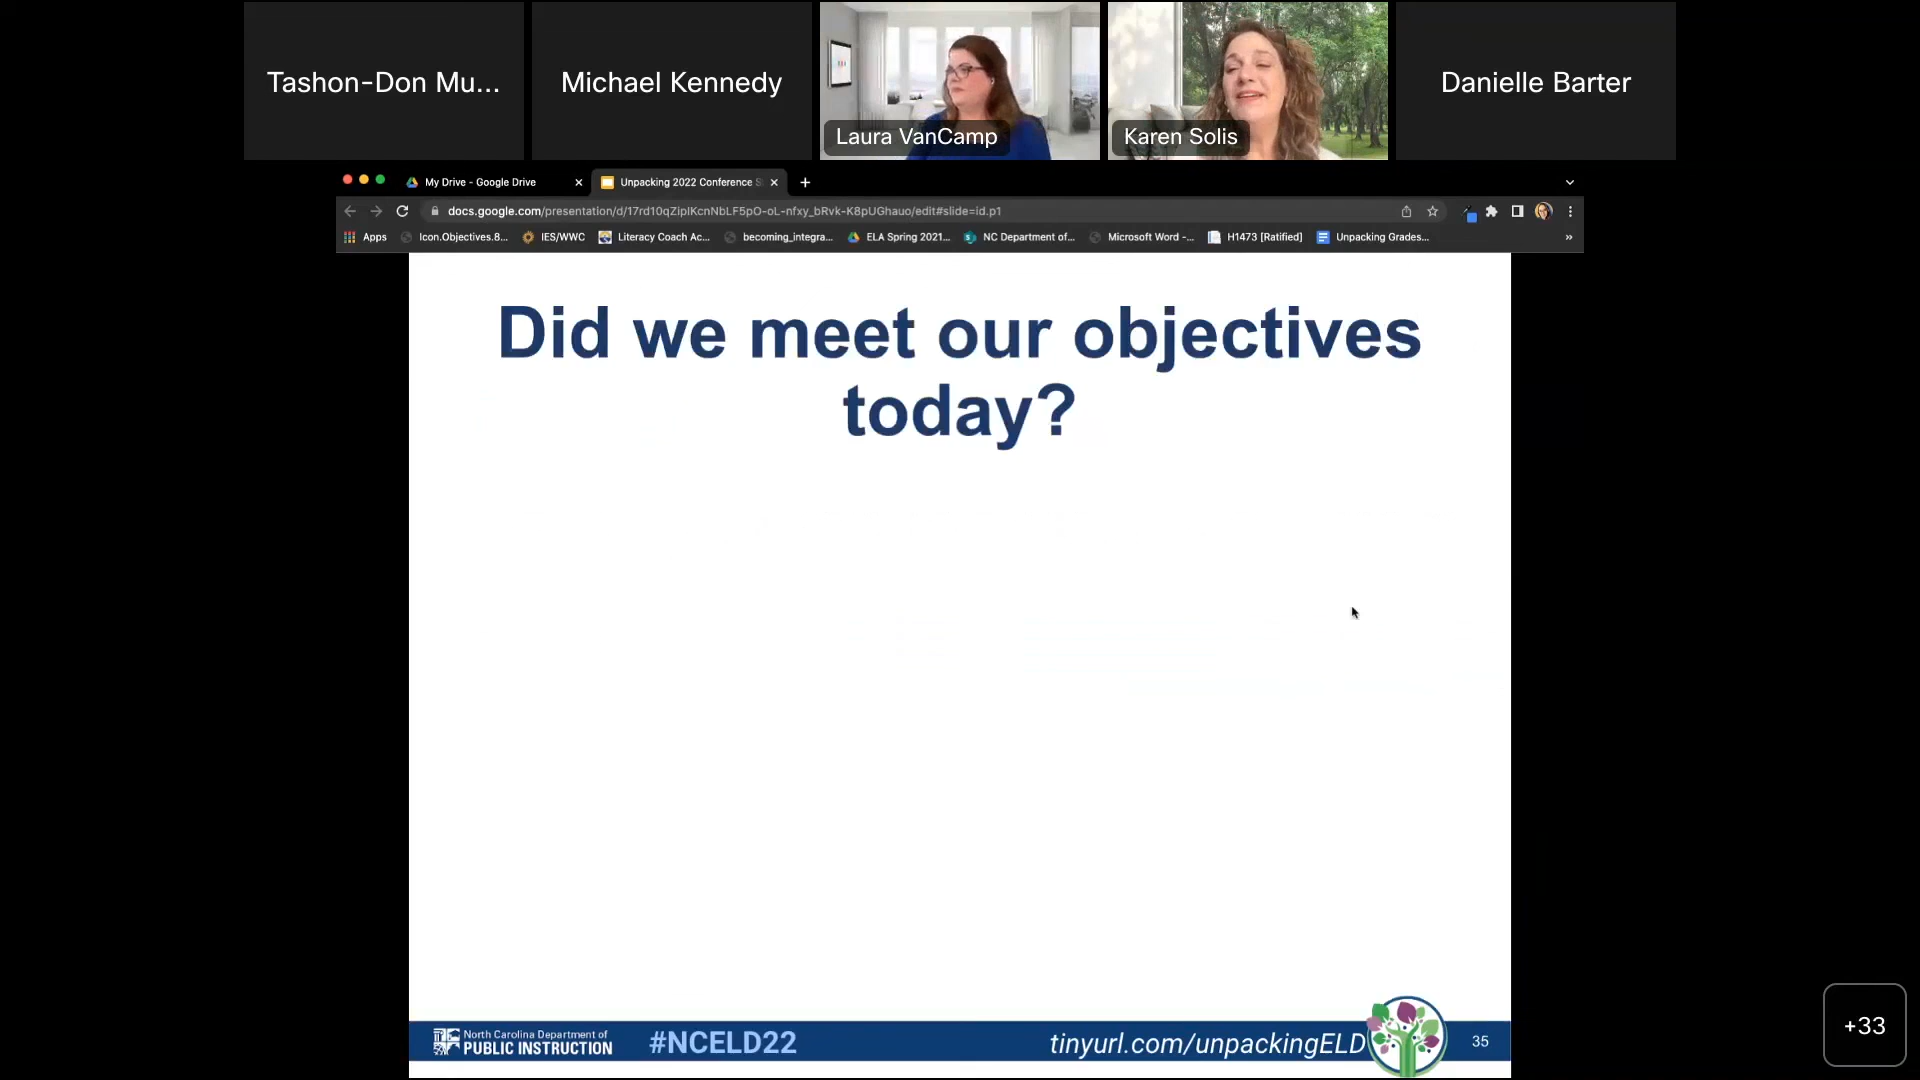 Tashon-Don Mu...
Michael Kennedy
Laura VanCamp
Karen Solis
Danielle Barter
My Drive - Google Drive
Unpacking 2022 Conference S
docs.google.com/presentation/d/17rd10qZipIKcnNbLF5pO-oL-nfxy_bRvk-K8pUGhauo/edit#slide=id.p1
Apps
Icon.Objectives.8...
IES/WWC
Literacy Coach Ac...
becoming_integra...
ELA Spring 2021...
NC Department of...
Microsoft Word -...
H1473 [Ratified]
Unpacking Grades...
»
Did we meet our objectives
today?
North Carolina Department of
PUBLIC INSTRUCTION
#NCELD22
tinyurl.com/unpackingELD
35
+33